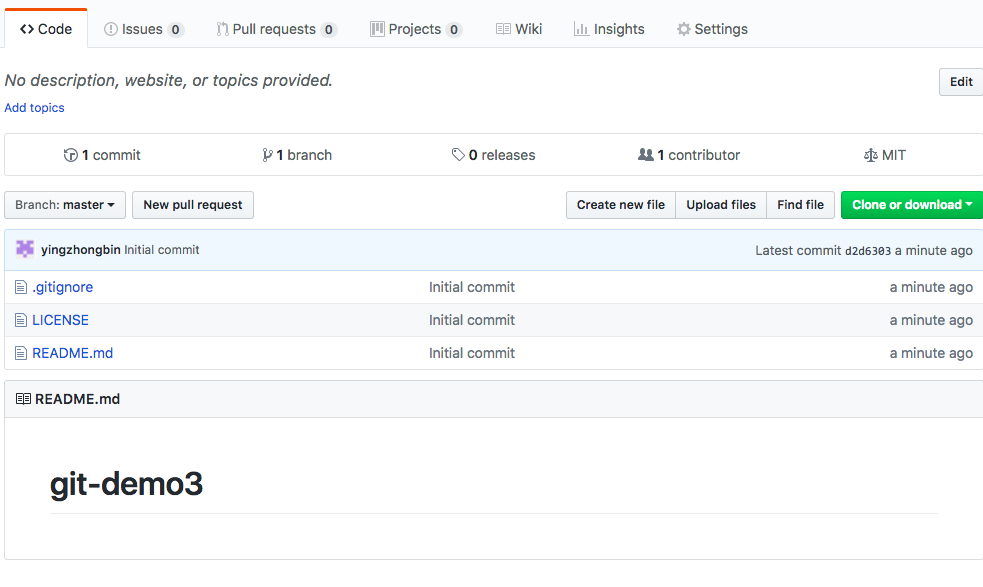 Code Issues 0 Pull requests 0 Projects 0 Wiki Insights Settings
No description, website, or topics provided. Edit
Add topics
1 commit 1 branch 0 releases 1 contributor MIT
Branch: master New pull request Create new file Upload files Find file Clone or download
yingzhongbin Initial commit Latest commit d2d6303 a minute ago
.gitignore Initial commit a minute ago
LICENSE Initial commit a minute ago
README.md Initial commit a minute ago
README.md
git-demo3